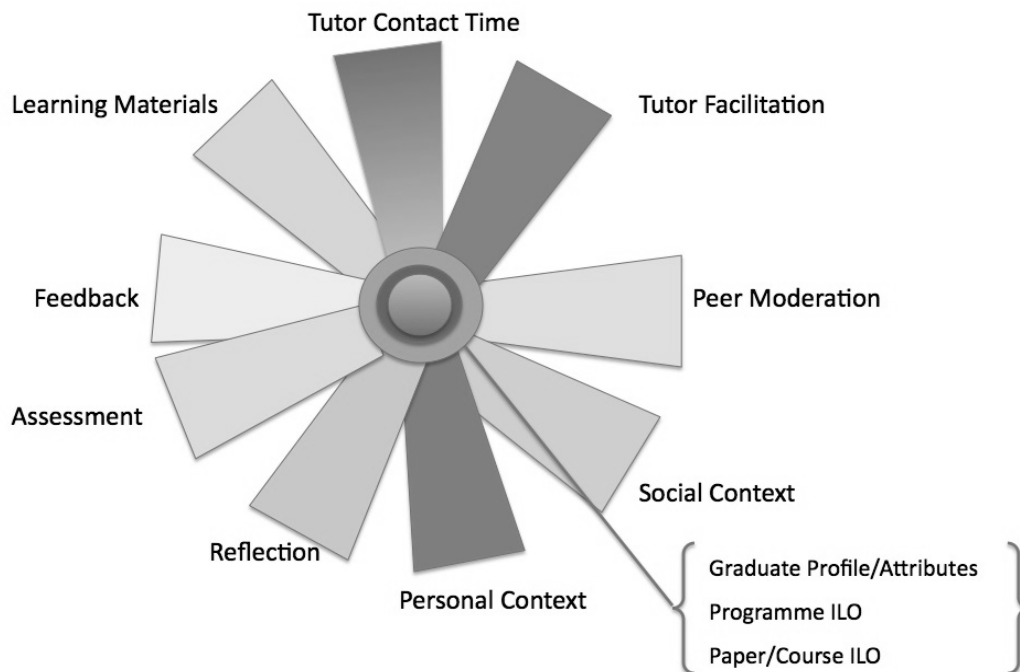 Tutor Contact Time
Learning Materials
Tutor Facilitation
Feedback
Peer Moderation
Assessment
Social Context
Reflection
Personal Context
Graduate Profile/Attributes
Programme ILO
Paper/Course ILO